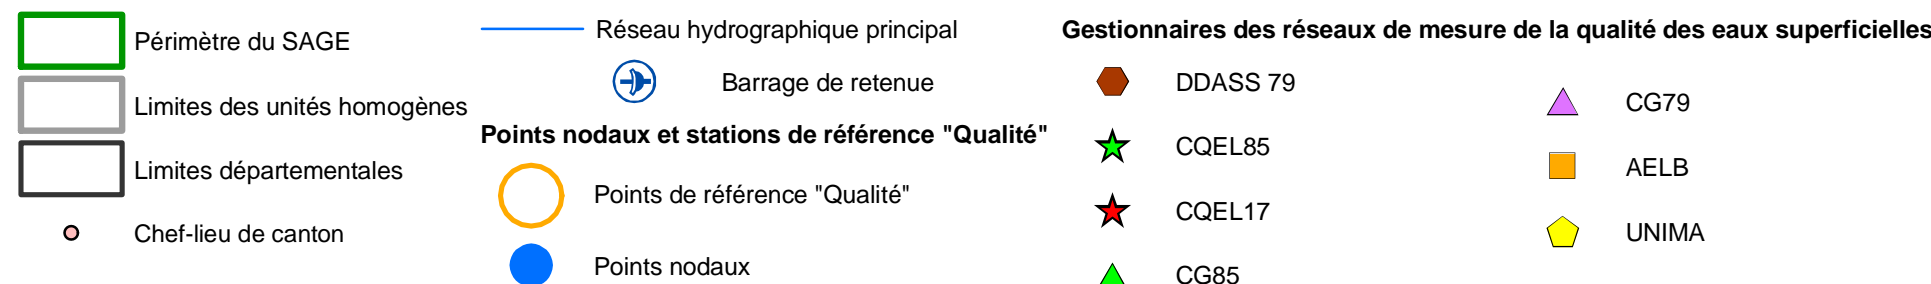 Périmètre du SAGE
Limites des unités homogènes
Limites départementales
Chef-lieu de canton
Réseau hydrographique principal
Barrage de retenue
Points nodaux et stations de référence "Qualité"
Points de référence "Qualité"
Points nodaux
Gestionnaires des réseaux de mesure de la qualité des eaux superficielles
DDASS 79
CQEL85
CQEL17
CG85
CG79
AELB
UNIMA